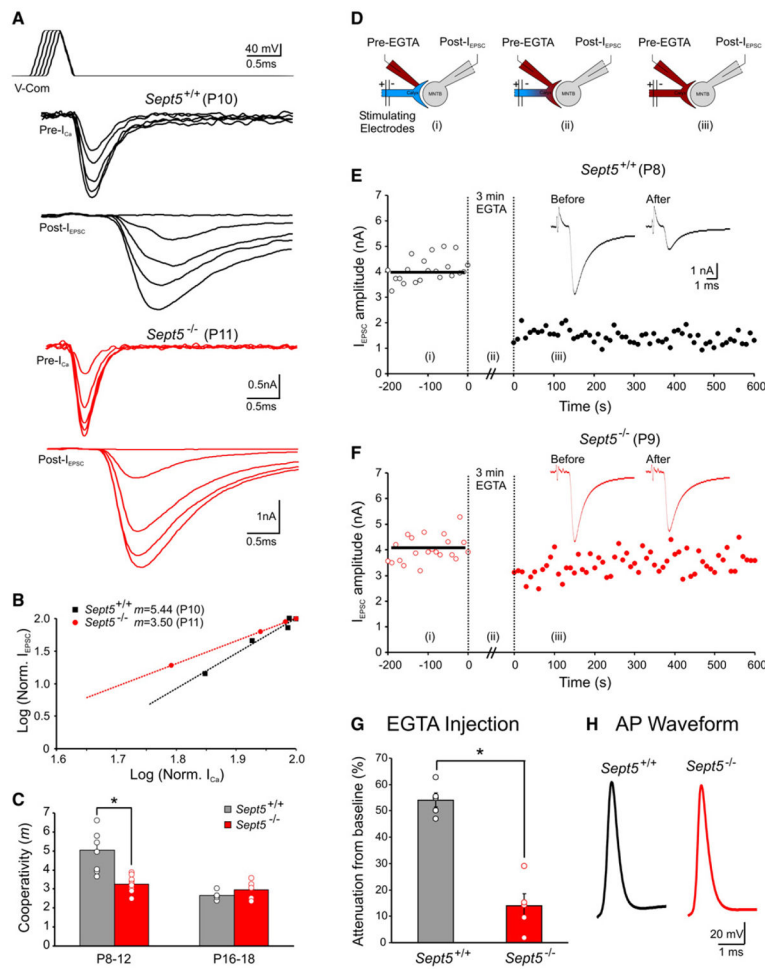 A
40 mV
0.5ms
V-Com
Sept5+/+ (P10)
Pre-ICa
Post-IEPSC
Sept5-/- (P11)
Pre-ICa
0.5nA
0.5ms
Post-IEPSC
1nA
0.5ms
B
Sept5+/+ m=5.44 (P10)
Sept5-/- m=3.50 (P11)
Log (Norm. IEPSC)
2.0
1.5
1.0
0.5
0
1.6 1.7 1.8 1.9 2.0
Log (Norm. ICa)
C
Sept5+/+
Sept5-/-
*
Cooperativity (m)
7
6
5
4
3
2
1
0
P8-12 P16-18
D
Pre-EGTA Post-IEPSC Pre-EGTA Post-IEPSC Pre-EGTA Post-IEPSC
+ - + - + -
MNTB MNTB MNTB
Stimulating
Electrodes
(i) (ii) (iii)
E
Sept5+/+ (P8)
3 min
EGTA
Before After
1 nA
1 ms
IEPSC amplitude (nA)
7
6
5
4
3
2
1
0
(i) (ii) (iii)
-200 -100 0 0 100 200 300 400 500 600
Time (s)
F
Sept5-/- (P9)
3 min
EGTA
Before After
IEPSC amplitude (nA)
7
6
5
4
3
2
1
0
(i) (ii) (iii)
-200 -100 0 0 100 200 300 400 500 600
Time (s)
G EGTA Injection
*
Attenuation from baseline (%)
70
60
50
40
30
20
10
0
Sept5+/+ Sept5-/-
H AP Waveform
Sept5+/+ Sept5-/-
20 mV
1 ms